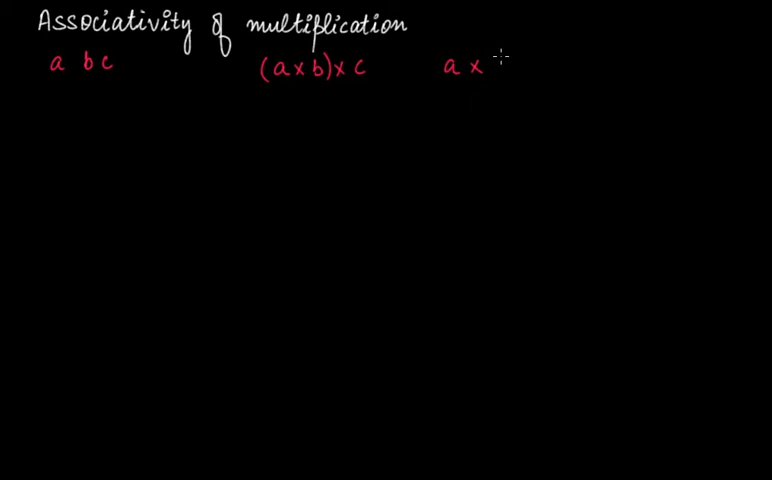 Associativity of multiplication
a b c (a × b) × c a ×